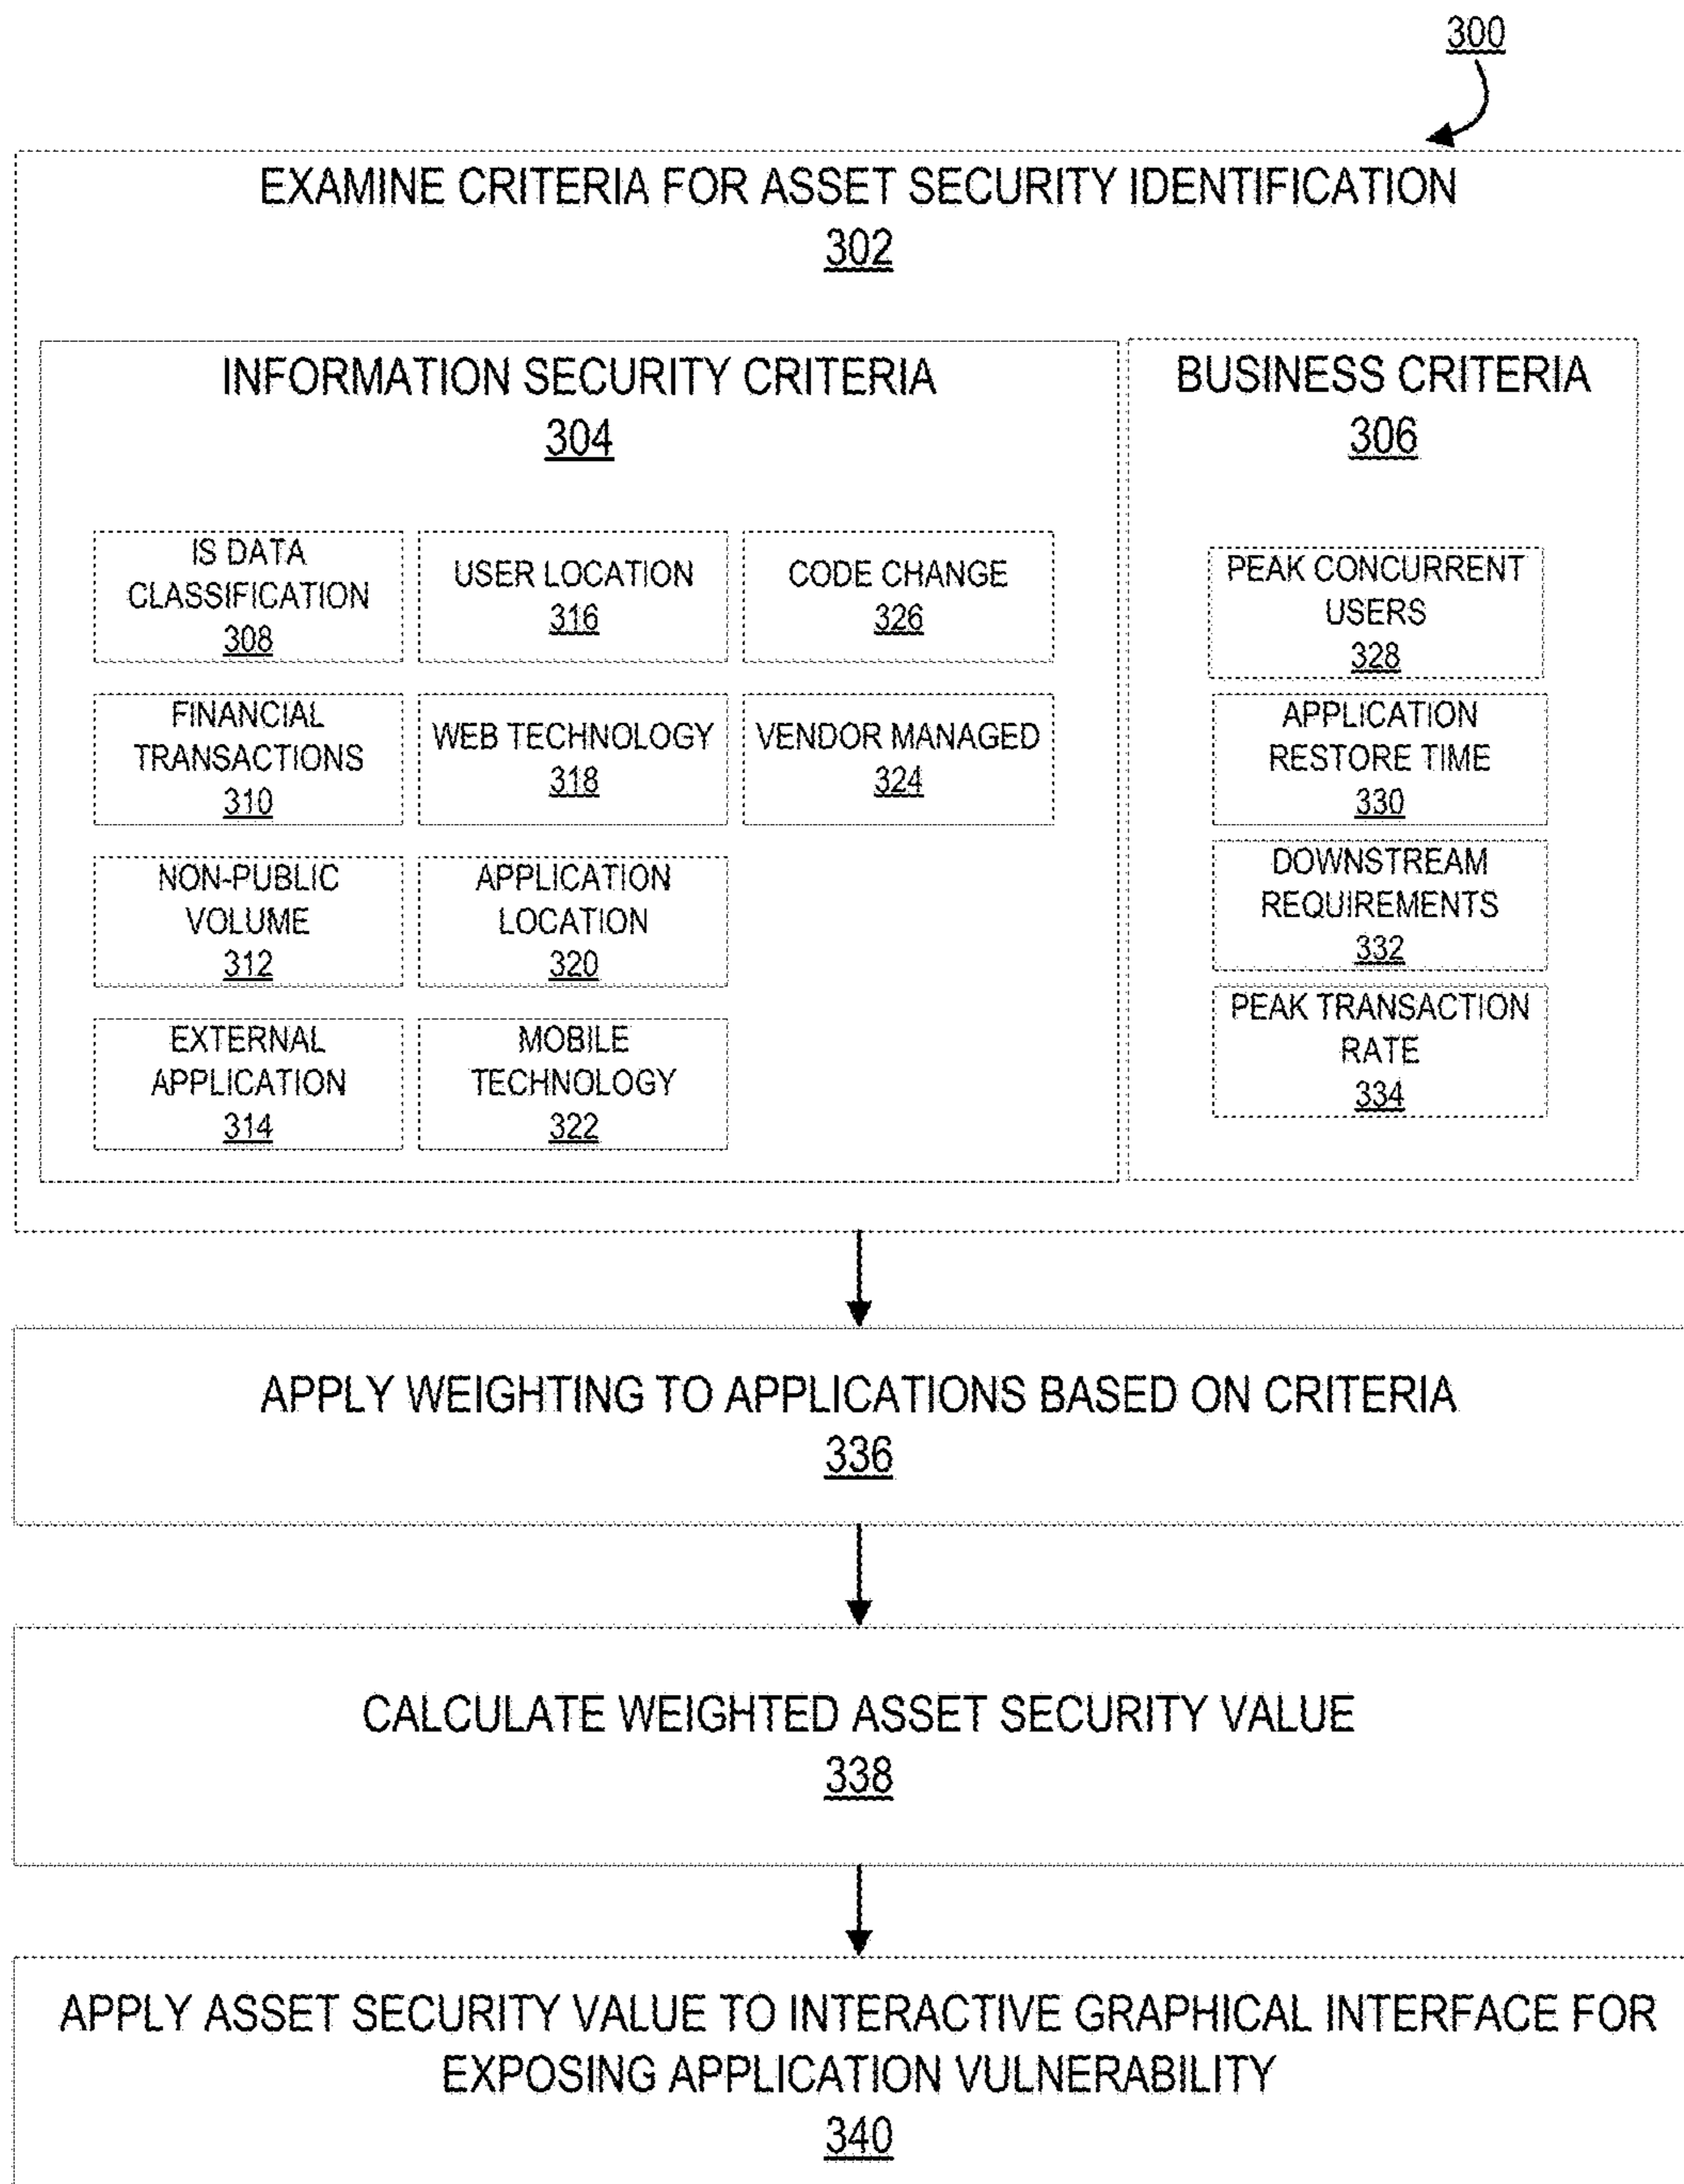 300
EXAMINE CRITERIA FOR ASSET SECURITY IDENTIFICATION
302
INFORMATION SECURITY CRITERIA
304
IS DATA
CLASSIFICATION
308
USER LOCATION
316
CODE CHANGE
326
FINANCIAL
TRANSACTIONS
310
WEB TECHNOLOGY
318
VENDOR MANAGED
324
NON-PUBLIC
VOLUME
312
APPLICATION
LOCATION
320
EXTERNAL
APPLICATION
314
MOBILE
TECHNOLOGY
322
BUSINESS CRITERIA
306
PEAK CONCURRENT
USERS
328
APPLICATION
RESTORE TIME
330
DOWNSTREAM
REQUIREMENTS
332
PEAK TRANSACTION
RATE
334
APPLY WEIGHTING TO APPLICATIONS BASED ON CRITERIA
336
CALCULATE WEIGHTED ASSET SECURITY VALUE
338
APPLY ASSET SECURITY VALUE TO INTERACTIVE GRAPHICAL INTERFACE FOR
EXPOSING APPLICATION VULNERABILITY
340